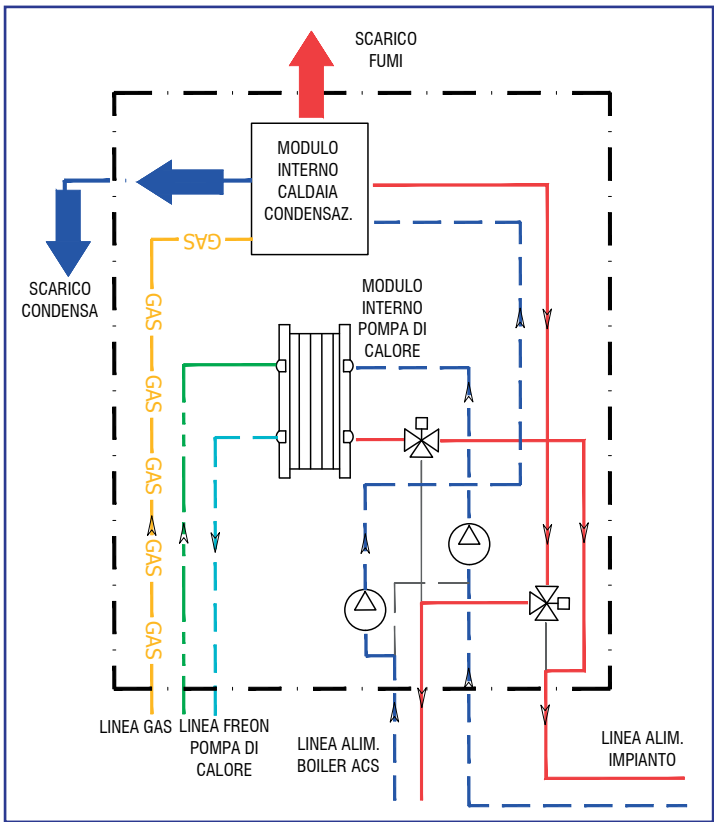 SCARICO
FUMI
MODULO
INTERNO
CALDAIA
CONDENSAZ.
GAS
SCARICO
CONDENSA
MODULO
INTERNO
POMPA DI
CALORE
GAS
GAS
GAS
GAS
GAS
LINEA GAS
LINEA FREON
POMPA DI
CALORE
LINEA ALIM.
BOILER ACS
LINEA ALIM.
IMPIANTO